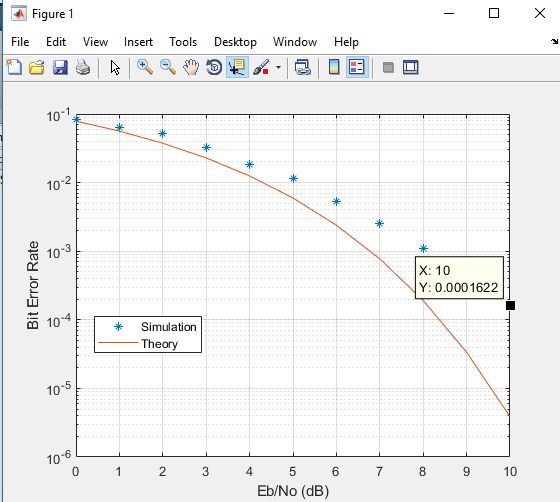 Figure 1
File Edit View Insert Tools Desktop Window Help
10^-1
10^-2
10^-3
10^-4
10^-5
10^-6
Bit Error Rate
X: 10
Y: 0.0001622
Simulation
Theory
0 1 2 3 4 5 6 7 8 9 10
Eb/No (dB)